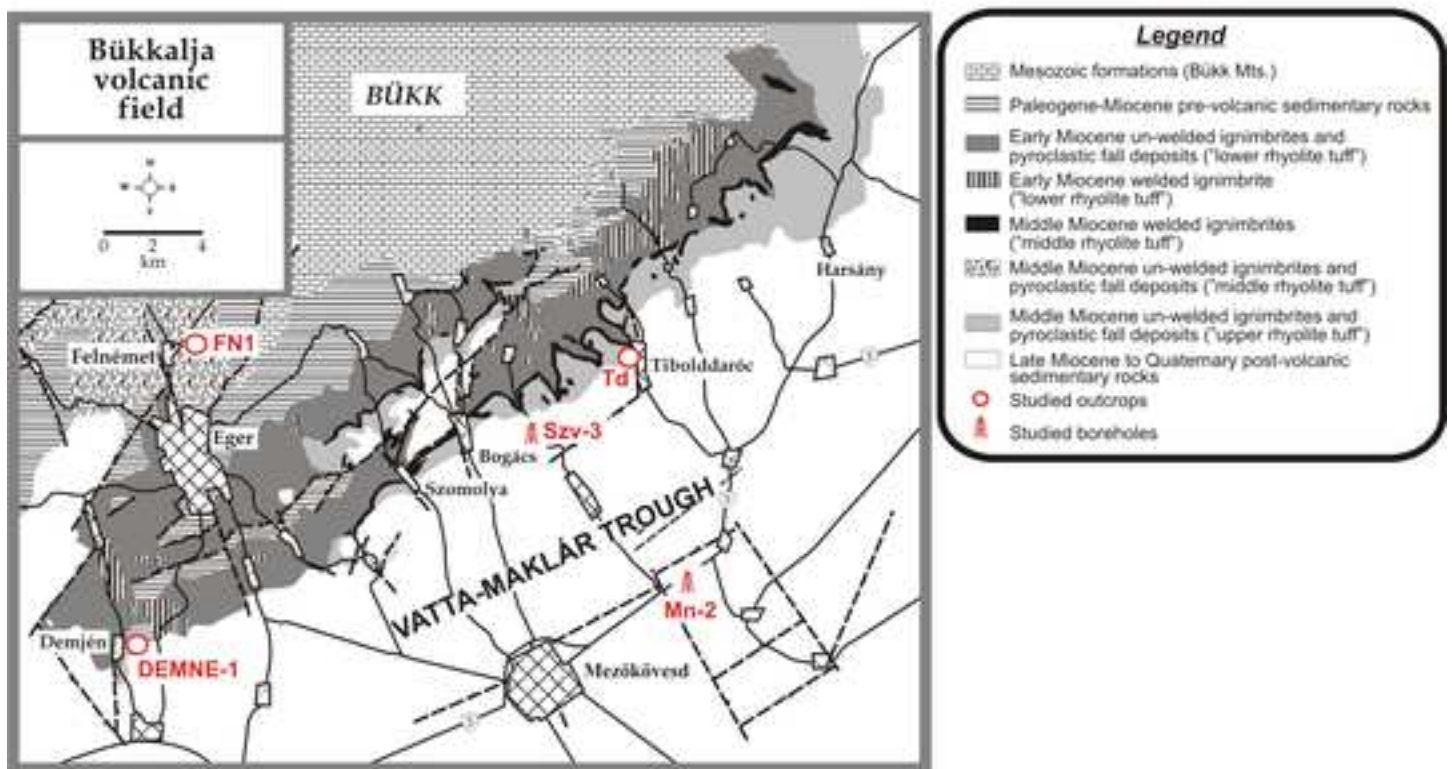 Bükkalja
volcanic
field
BÜKK
0 2 4
km
Felnémet
FN1
Eger
Harsány
Tibolddaróc
Td
Szv-3
Bogács
Szomolya
VATTA-MAKLÁR TROUGH
Mn-2
Demjén
DEMNE-1
Mezőkövesd
Legend
Mesozoic formations (Bükk Mts.)
Paleogene-Miocene pre-volcanic sedimentary rocks
Early Miocene un-welded ignimbrites and
pyroclastic fall deposits ("lower rhyolite tuff")
Early Miocene welded ignimbrite
("lower rhyolite tuff")
Middle Miocene welded ignimbrites
("middle rhyolite tuff")
Middle Miocene un-welded ignimbrites and
pyroclastic fall deposits ("middle rhyolite tuff")
Middle Miocene un-welded ignimbrites and
pyroclastic fall deposits ("upper rhyolite tuff")
Late Miocene to Quaternary post-volcanic
sedimentary rocks
Studied outcrops
Studied boreholes